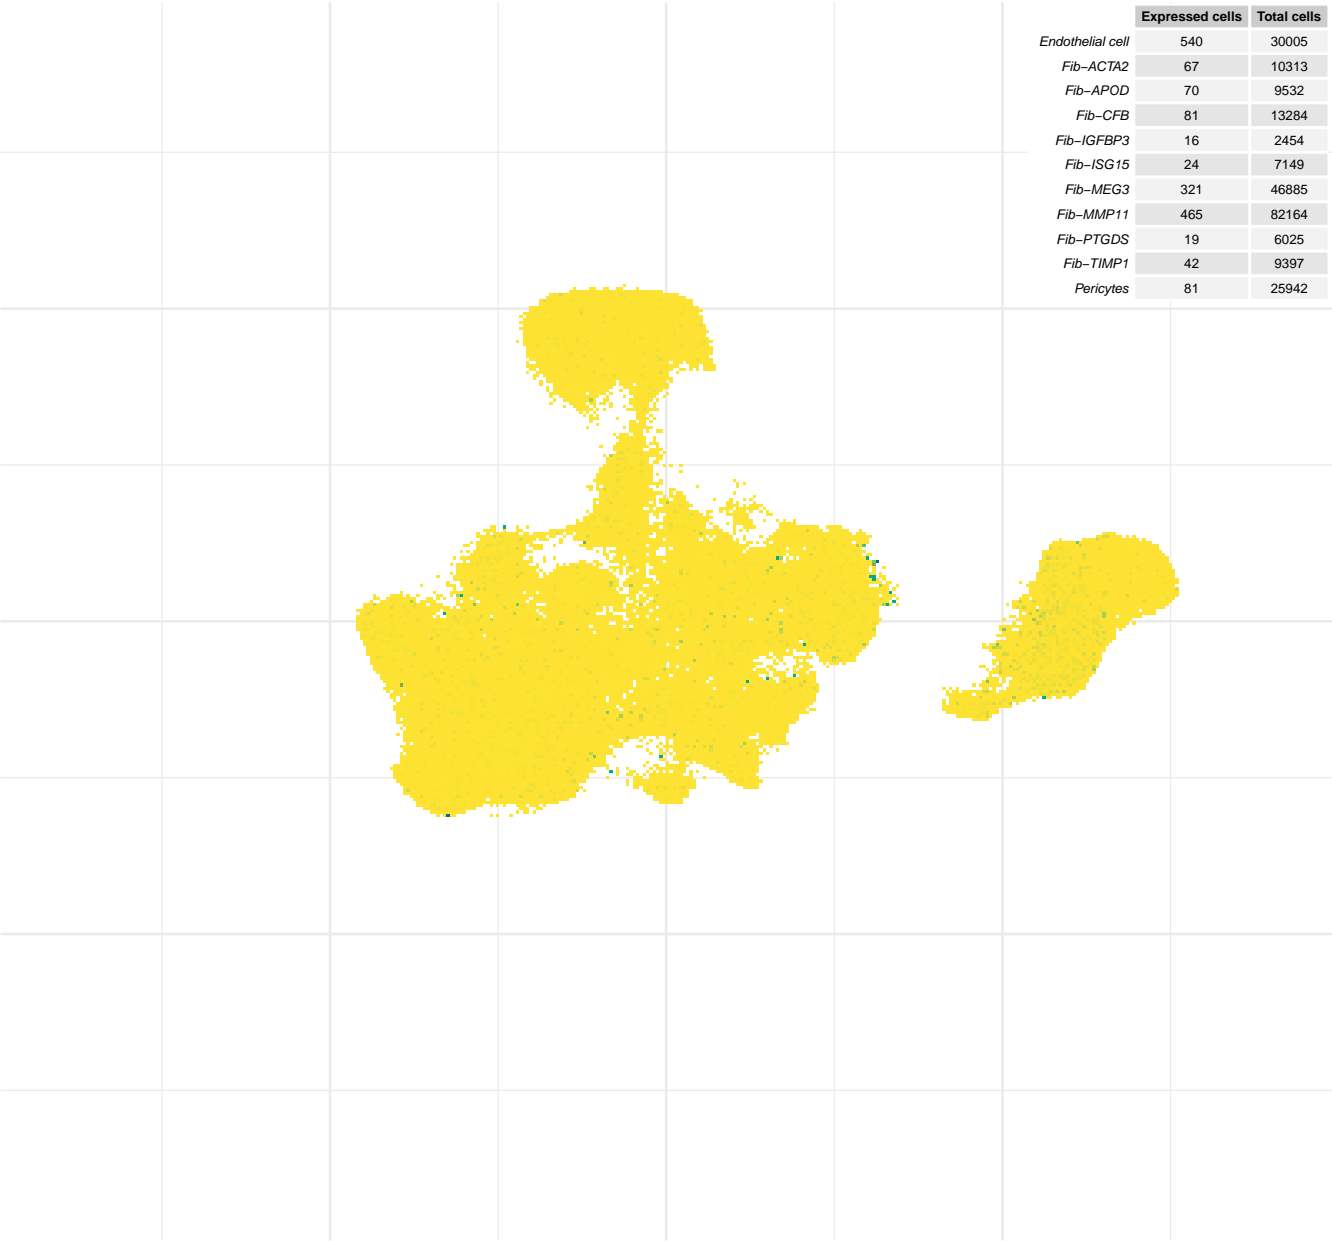 Expressed cells Total cells
Endothelial cell 540 30005
Fib−ACTA2 67 10313
Fib−APOD 70 9532
Fib−CFB 81 13284
Fib−IGFBP3 16 2454
Fib−ISG15 24 7149
Fib−MEG3 321 46885
Fib−MMP11 465 82164
Fib−PTGDS 19 6025
Fib−TIMP1 42 9397
Pericytes 81 25942